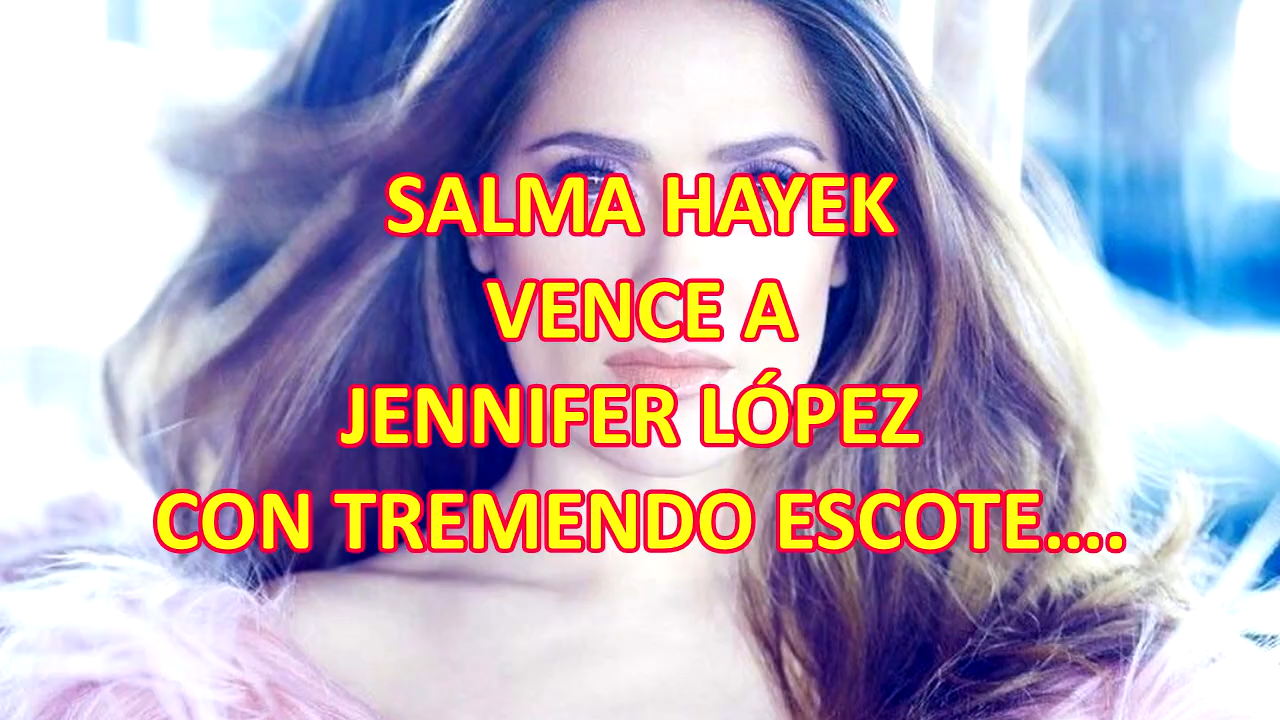 SALMA HAYEK
VENCE A
JENNIFER LÓPEZ
CON TREMENDO ESCOTE....